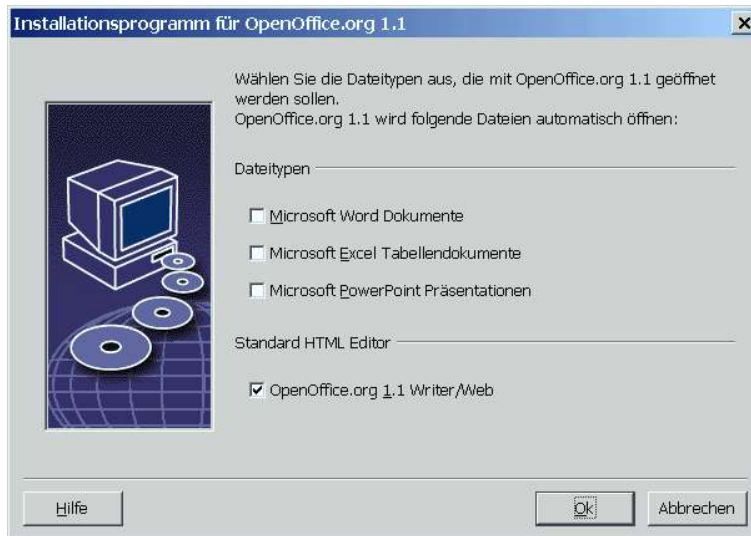 Installationsprogramm für OpenOffice.org 1.1
Wählen Sie die Dateitypen aus, die mit OpenOffice.org 1.1 geöffnet
werden sollen.
OpenOffice.org 1.1 wird folgende Dateien automatisch öffnen:
Dateitypen
Microsoft Word Dokumente
Microsoft Excel Tabellendokumente
Microsoft PowerPoint Präsentationen
Standard HTML Editor
OpenOffice.org 1.1 Writer/Web
Hilfe
Ok
Abbrechen